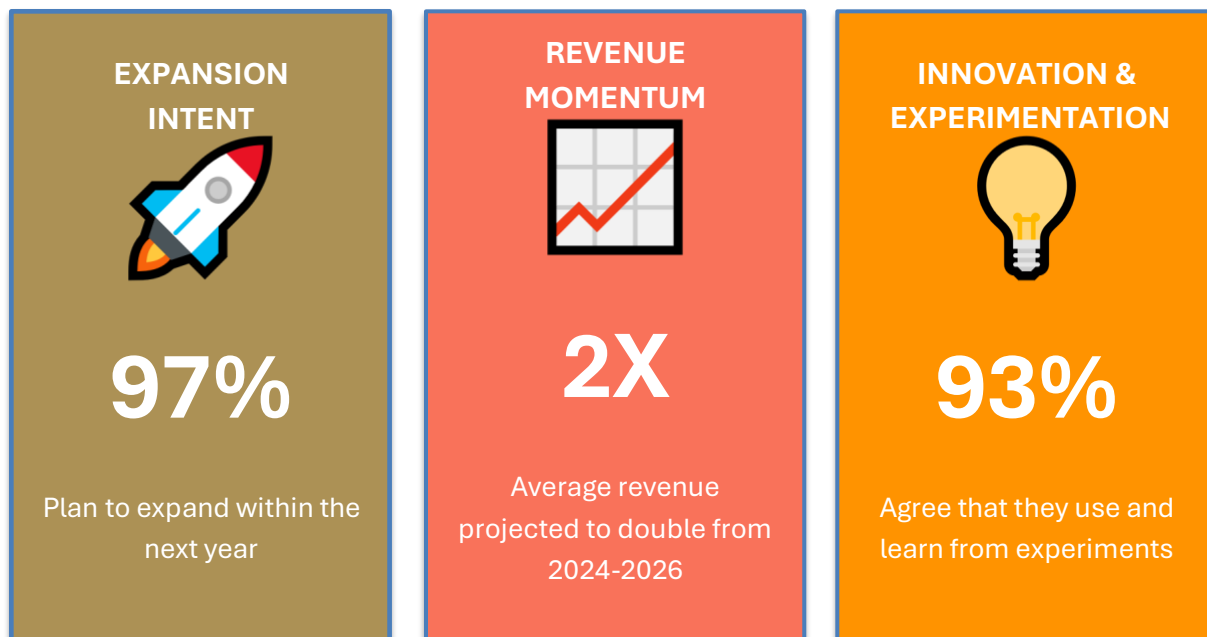 EXPANSION
INTENT
97%
Plan to expand within the
next year
REVENUE
MOMENTUM
2X
Average revenue
projected to double from
2024-2026
INNOVATION &
EXPERIMENTATION
93%
Agree that they use and
learn from experiments